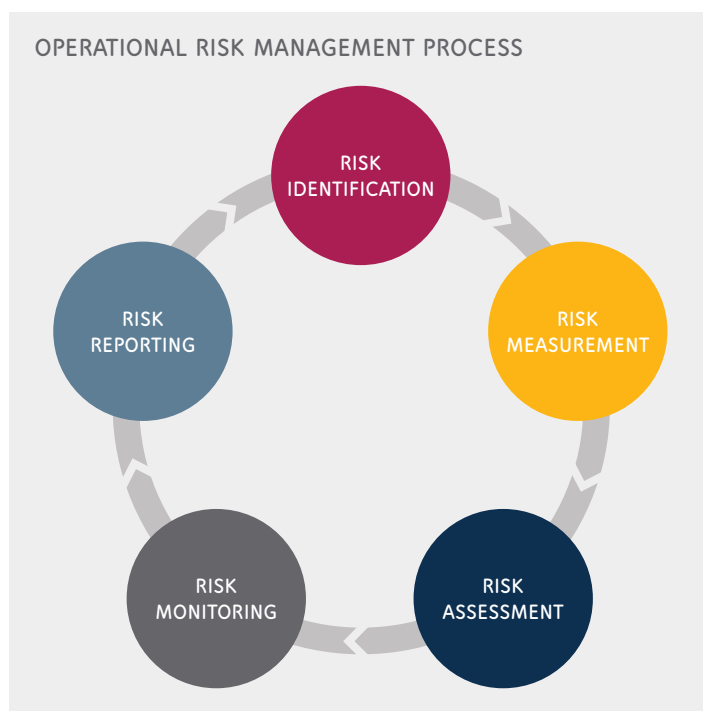 OPERATIONAL RISK MANAGEMENT PROCESS
RISK
IDENTIFICATION
RISK
MEASUREMENT
RISK
ASSESSMENT
RISK
MONITORING
RISK
REPORTING